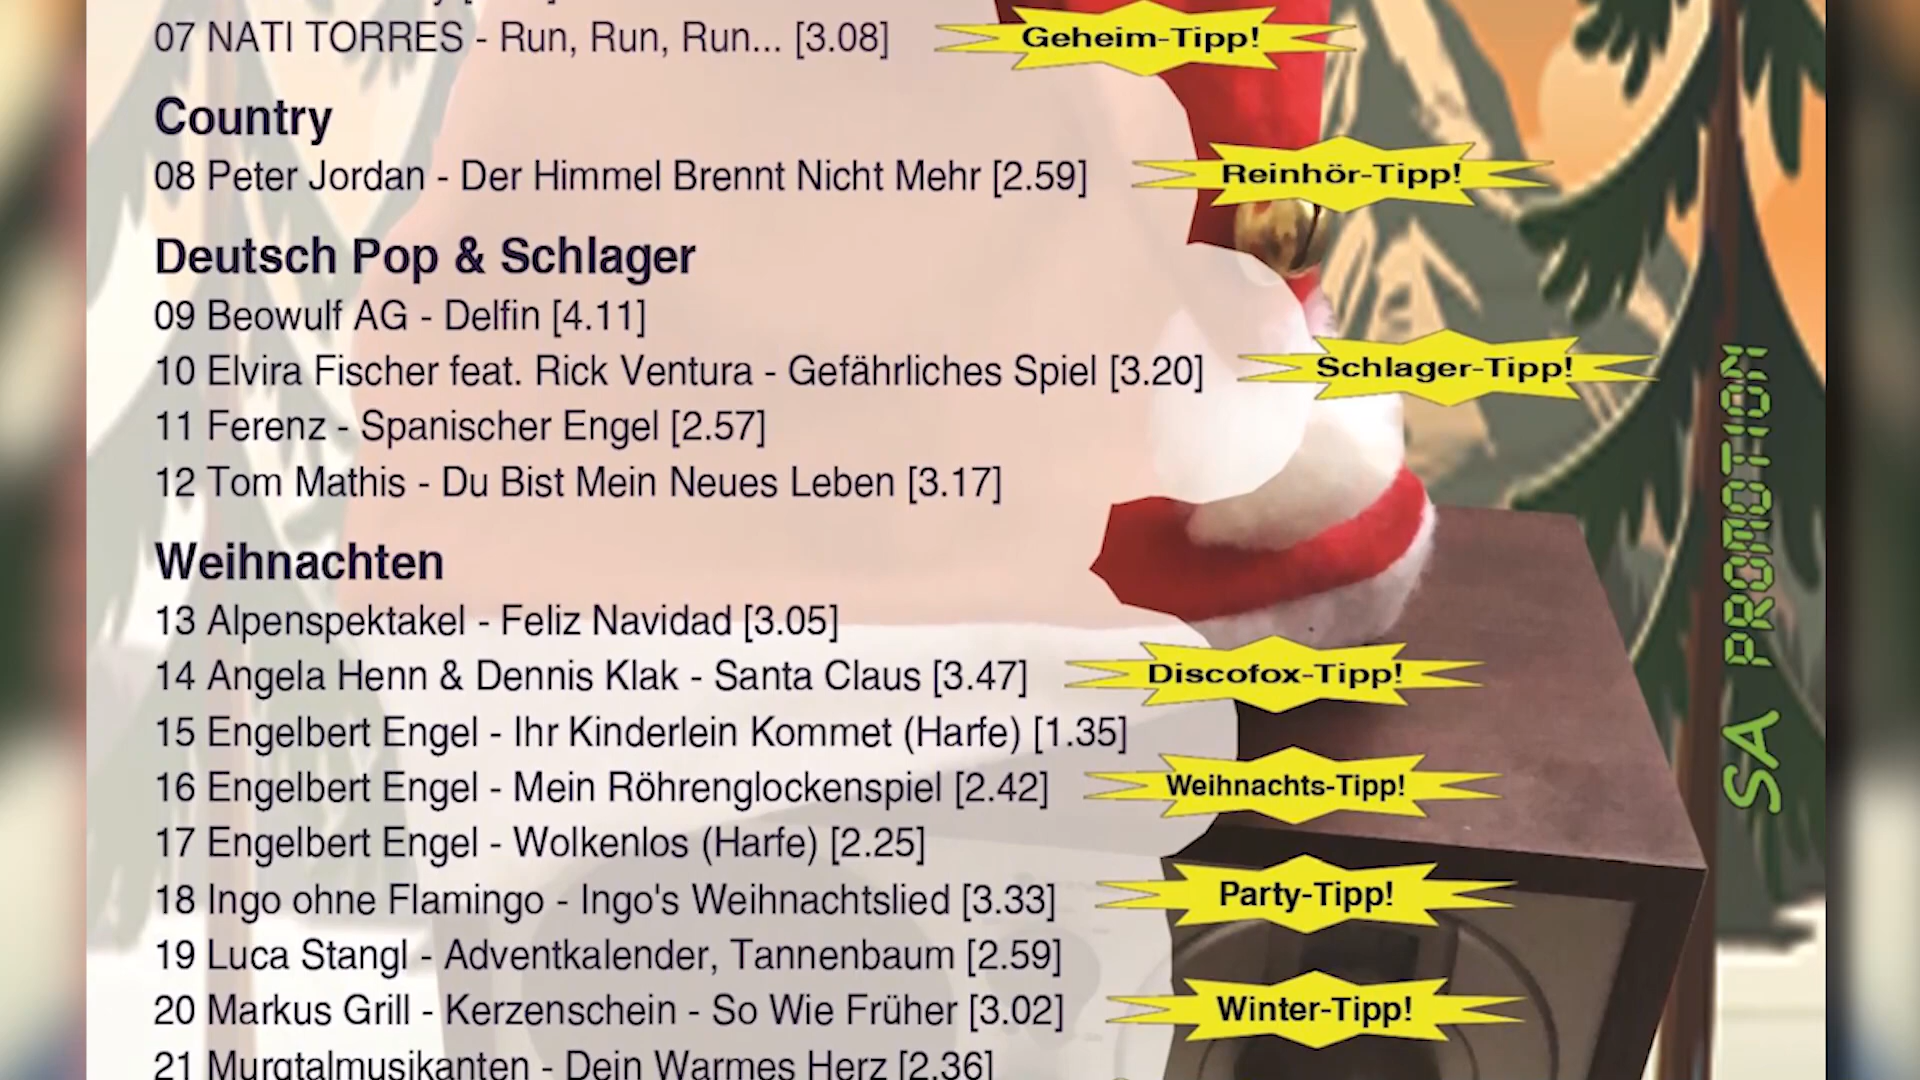 07 NATI TORRES - Run, Run, Run... [3.08] Geheim-Tipp!
Country
08 Peter Jordan - Der Himmel Brennt Nicht Mehr [2.59] Reinhör-Tipp!
Deutsch Pop & Schlager
09 Beowulf AG - Delfin [4.11]
10 Elvira Fischer feat. Rick Ventura - Gefährliches Spiel [3.20] Schlager-Tipp!
11 Ferenz - Spanischer Engel [2.57]
12 Tom Mathis - Du Bist Mein Neues Leben [3.17]
Weihnachten
13 Alpenspektakel - Feliz Navidad [3.05]
14 Angela Henn & Dennis Klak - Santa Claus [3.47] Discofox-Tipp!
15 Engelbert Engel - Ihr Kinderlein Kommet (Harfe) [1.35]
16 Engelbert Engel - Mein Röhrenglockenspiel [2.42] Weihnachts-Tipp!
17 Engelbert Engel - Wolkenlos (Harfe) [2.25]
18 Ingo ohne Flamingo - Ingo's Weihnachtslied [3.33] Party-Tipp!
19 Luca Stangl - Adventkalender, Tannenbaum [2.59]
20 Markus Grill - Kerzenschein - So Wie Früher [3.02] Winter-Tipp!
21 Murgtalmusikanten - Dein Warmes Herz [2.36]
SA PROMOTION